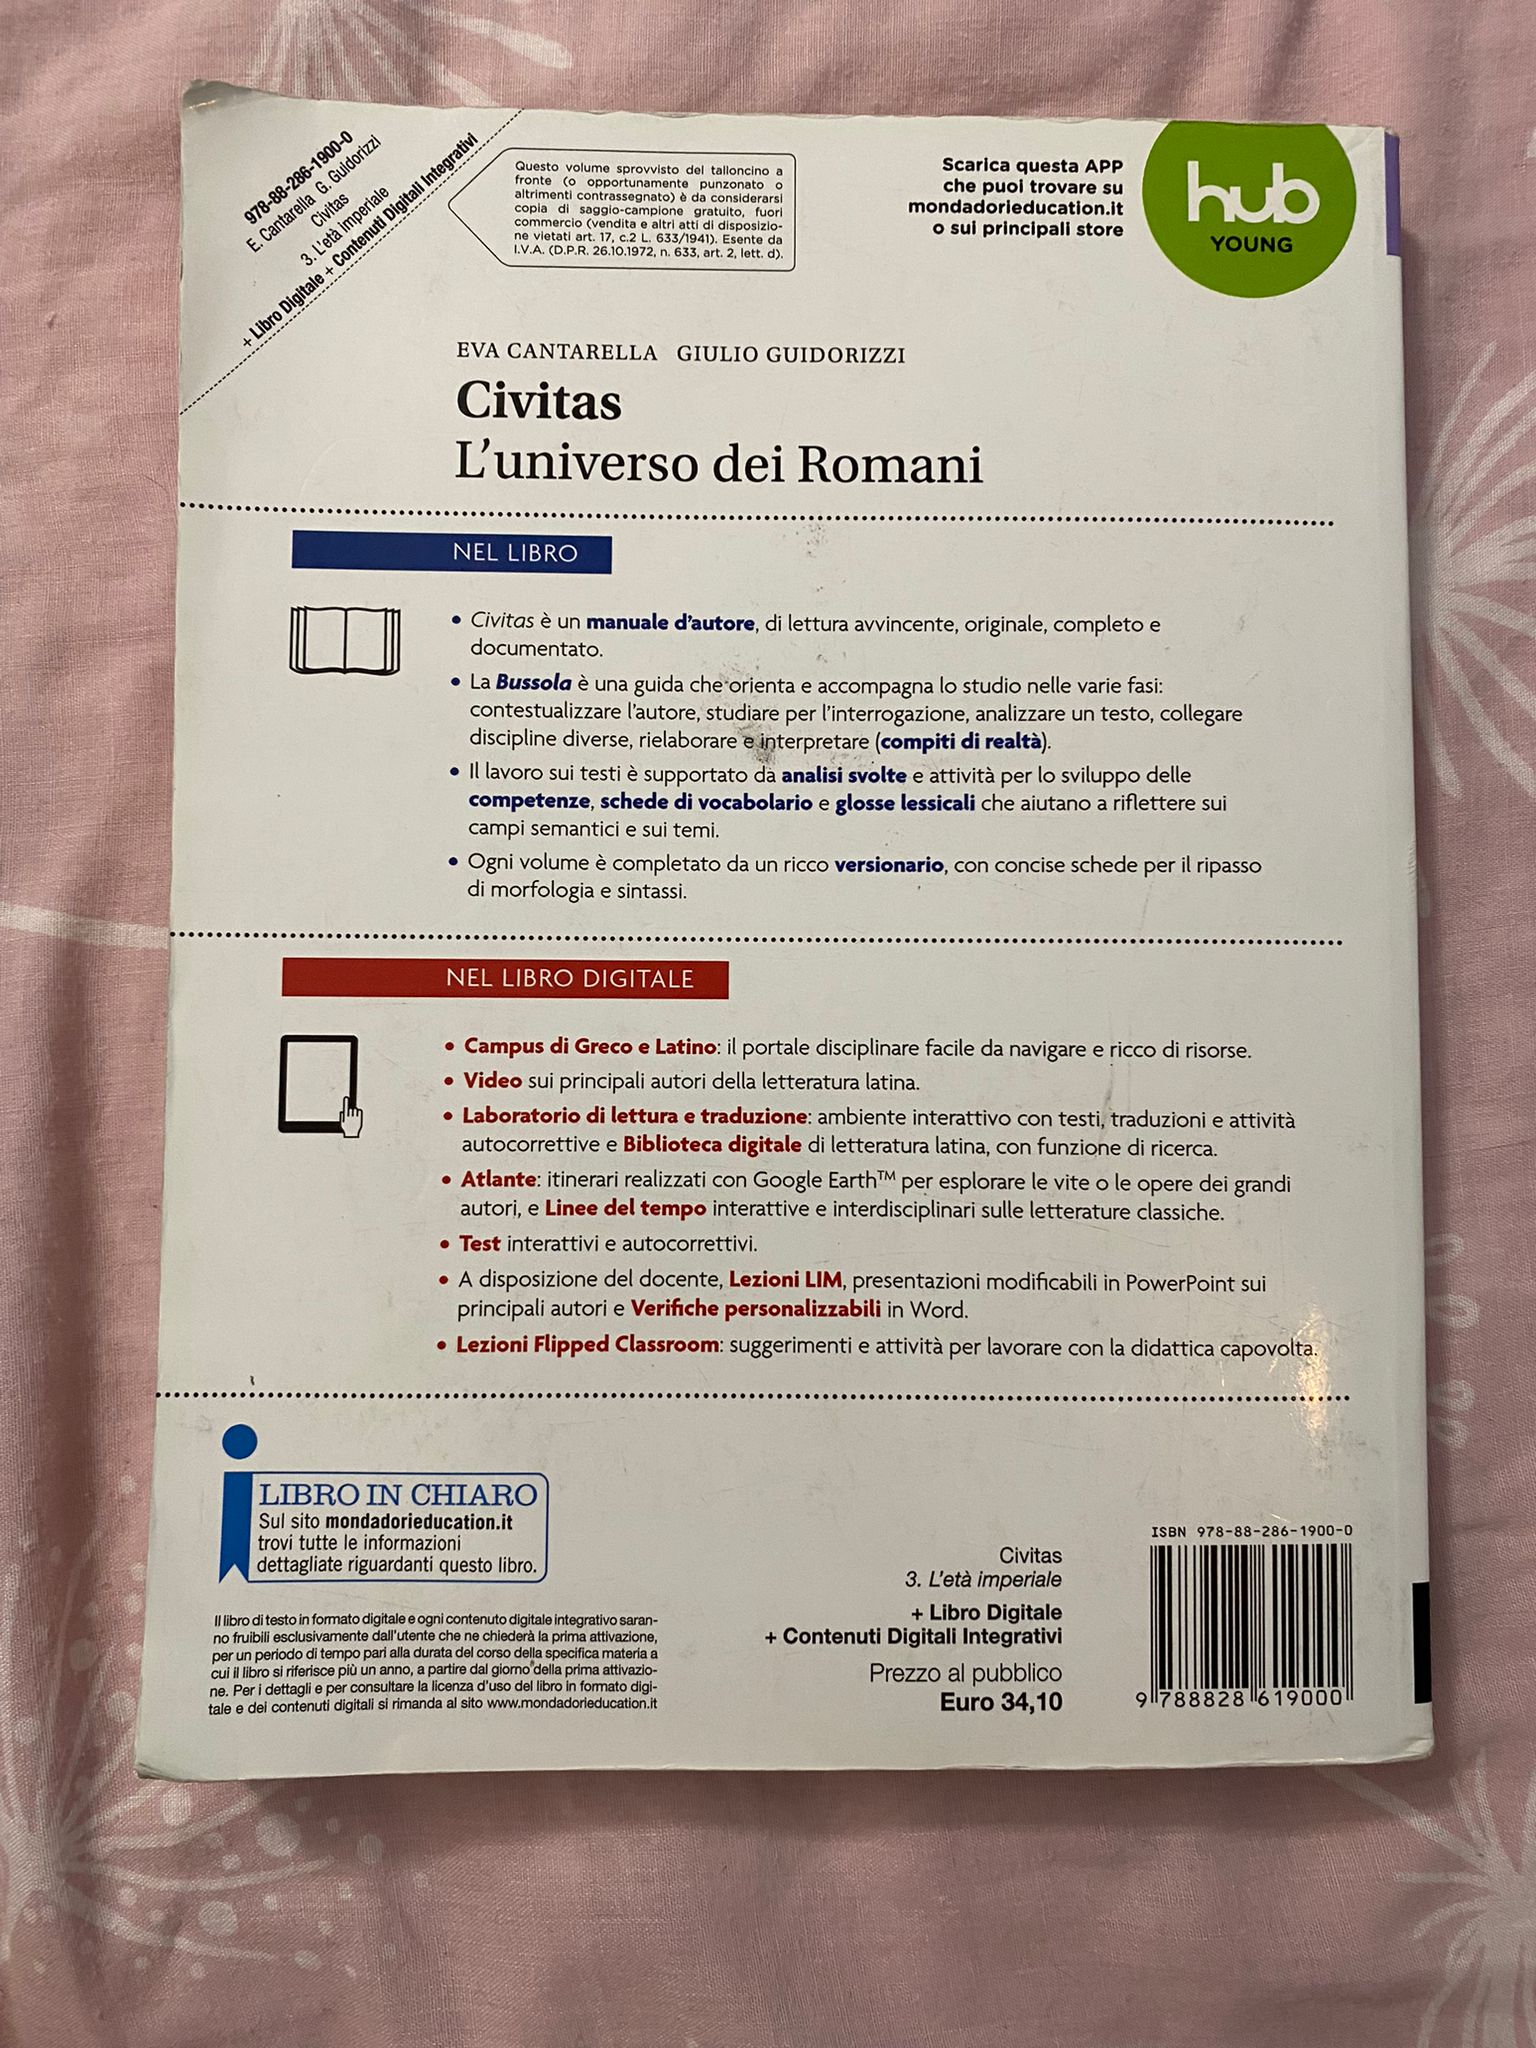 978-88-286-1900-0
E. Cantarella G. Guidorizzi
Civitas
3. L'età Imperiale
+ Libro Digitale + Contenuti Digitali Integrativi
Questo volume sprovvisto del talloncino a
fronte (o opportunamente punzonato o
altrimenti contrassegnato) è da considerarsi
copia di saggio-campione gratuito, fuori
commercio (vendita e altri atti di disposizio-
ne vietati art. 17, c.2 L. 633/1941). Esente da
I.V.A. (D.P.R. 26.10.1972, n. 633, art. 2, lett. d).
Scarica questa APP
che puoi trovare su
mondadorieducation.it
o sui principali store
hub
YOUNG
EVA CANTARELLA GIULIO GUIDORIZZI
Civitas
L'universo dei Romani
NEL LIBRO
• Civitas è un manuale d'autore, di lettura avvincente, originale, completo e
documentato.
• La Bussola è una guida che orienta e accompagna lo studio nelle varie fasi:
contestualizzare l'autore, studiare per l'interrogazione, analizzare un testo, collegare
discipline diverse, rielaborare e interpretare (compiti di realtà).
• Il lavoro sui testi è supportato da analisi svolte e attività per lo sviluppo delle
competenze, schede di vocabolario e glosse lessicali che aiutano a riflettere sui
campi semantici e sui temi.
• Ogni volume è completato da un ricco versionario, con concise schede per il ripasso
di morfologia e sintassi.
NEL LIBRO DIGITALE
• Campus di Greco e Latino: il portale disciplinare facile da navigare e ricco di risorse.
• Video sui principali autori della letteratura latina.
• Laboratorio di lettura e traduzione: ambiente interattivo con testi, traduzioni e attività
autocorrettive e Biblioteca digitale di letteratura latina, con funzione di ricerca.
• Atlante: itinerari realizzati con Google Earth™ per esplorare le vite o le opere dei grandi
autori, e Linee del tempo interattive e interdisciplinari sulle letterature classiche.
• Test interattivi e autocorrettivi.
• A disposizione del docente, Lezioni LIM, presentazioni modificabili in PowerPoint sui
principali autori e Verifiche personalizzabili in Word.
• Lezioni Flipped Classroom: suggerimenti e attività per lavorare con la didattica capovolta.
LIBRO IN CHIARO
Sul sito mondadorieducation.it
trovi tutte le informazioni
dettagliate riguardanti questo libro.
Il libro di testo in formato digitale e ogni contenuto digitale integrativo saran-
no fruibili esclusivamente dall'utente che ne chiederà la prima attivazione,
per un periodo di tempo pari alla durata del corso della specifica materia a
cui il libro si riferisce più un anno, a partire dal giorno della prima attivazio-
ne. Per i dettagli e per consultare la licenza d'uso del libro in formato digi-
tale e dei contenuti digitali si rimanda al sito www.mondadorieducation.it
Civitas
3. L'età imperiale
+ Libro Digitale
+ Contenuti Digitali Integrativi
Prezzo al pubblico
Euro 34,10
ISBN 978-88-286-1900-0
9 788828 619000